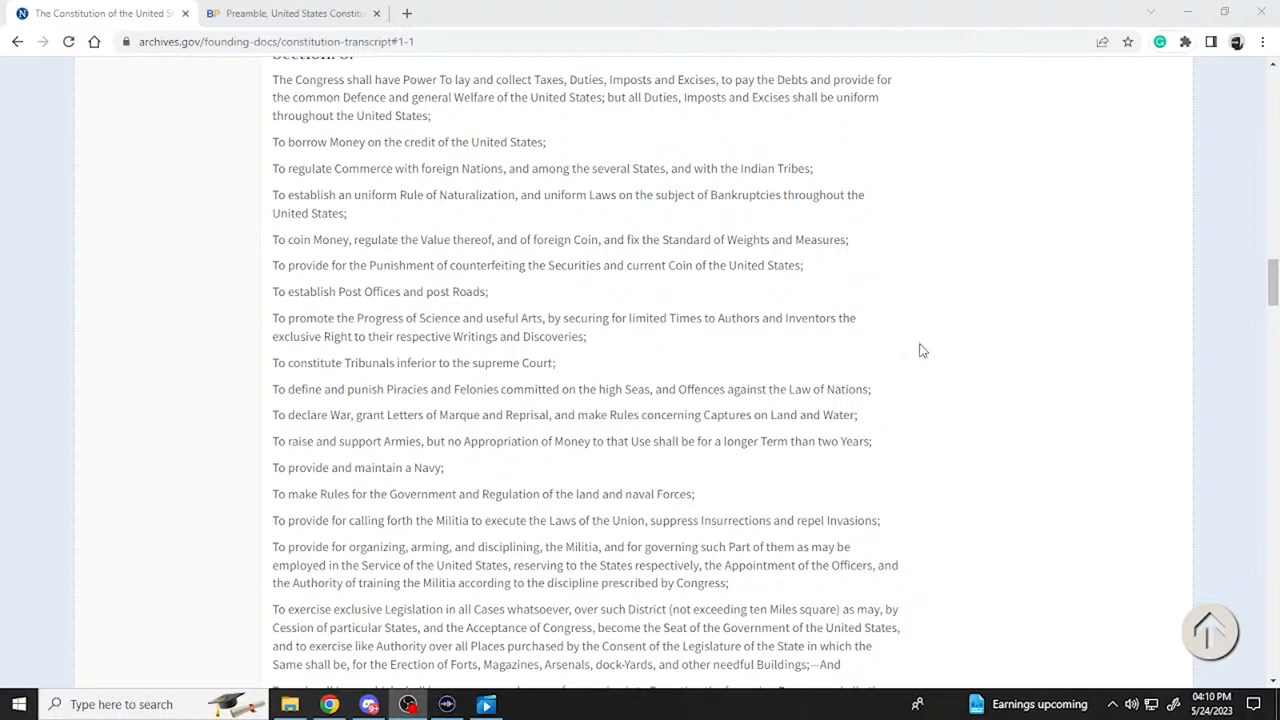 The Constitution of the United S
Preamble, United States Constitu
archives.gov/founding-docs/constitution-transcript#1-1
The Congress shall have Power To lay and collect Taxes, Duties, Imposts and Excises, to pay the Debts and provide for
the common Defence and general Welfare of the United States; but all Duties, Imposts and Excises shall be uniform
throughout the United States;
To borrow Money on the credit of the United States;
To regulate Commerce with foreign Nations, and among the several States, and with the Indian Tribes;
To establish an uniform Rule of Naturalization, and uniform Laws on the subject of Bankruptcies throughout the
United States;
To coin Money, regulate the Value thereof, and of foreign Coin, and fix the Standard of Weights and Measures;
To provide for the Punishment of counterfeiting the Securities and current Coin of the United States;
To establish Post Offices and post Roads;
To promote the Progress of Science and useful Arts, by securing for limited Times to Authors and Inventors the
exclusive Right to their respective Writings and Discoveries;
To constitute Tribunals inferior to the supreme Court;
To define and punish Piracies and Felonies committed on the high Seas, and Offences against the Law of Nations;
To declare War, grant Letters of Marque and Reprisal, and make Rules concerning Captures on Land and Water;
To raise and support Armies, but no Appropriation of Money to that Use shall be for a longer Term than two Years;
To provide and maintain a Navy;
To make Rules for the Government and Regulation of the land and naval Forces;
To provide for calling forth the Militia to execute the Laws of the Union, suppress Insurrections and repel Invasions;
To provide for organizing, arming, and disciplining, the Militia, and for governing such Part of them as may be
employed in the Service of the United States, reserving to the States respectively, the Appointment of the Officers, and
the Authority of training the Militia according to the discipline prescribed by Congress;
To exercise exclusive Legislation in all Cases whatsoever, over such District (not exceeding ten Miles square) as may, by
Cession of particular States, and the Acceptance of Congress, become the Seat of the Government of the United States,
and to exercise like Authority over all Places purchased by the Consent of the Legislature of the State in which the
Same shall be, for the Erection of Forts, Magazines, Arsenals, dock-Yards, and other needful Buildings;—And
Type here to search
Earnings upcoming
04:10 PM
5/24/2023